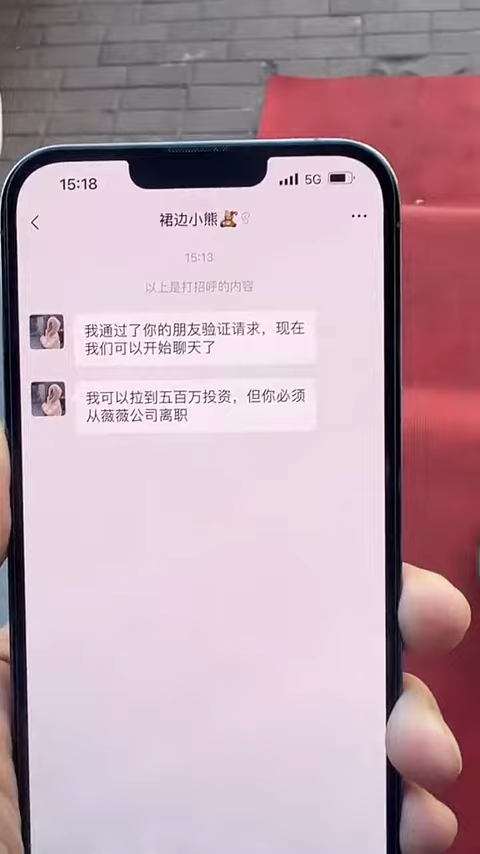 15:18
5G
裙边小熊🧸
15:13
以上是打招呼的内容
我通过了你的朋友验证请求，现在
我们可以开始聊天了
我可以拉到五百万投资，但你必须
从薇薇公司离职